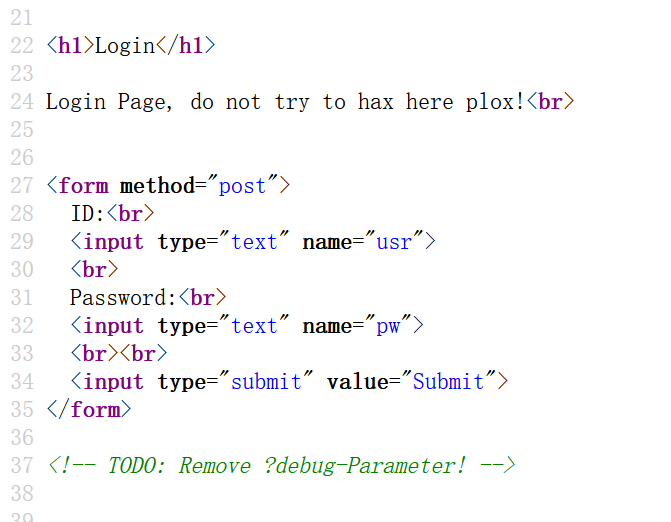 21
22 <h1>Login</h1>
23
24 Login Page, do not try to hax here plox!<br>
25
26
27 <form method="post">
28   ID:<br>
29   <input type="text" name="usr">
30   <br>
31   Password:<br>
32   <input type="text" name="pw">
33   <br><br>
34   <input type="submit" value="Submit">
35 </form>
36
37 <!-- TODO: Remove ?debug-Parameter! -->
38
39